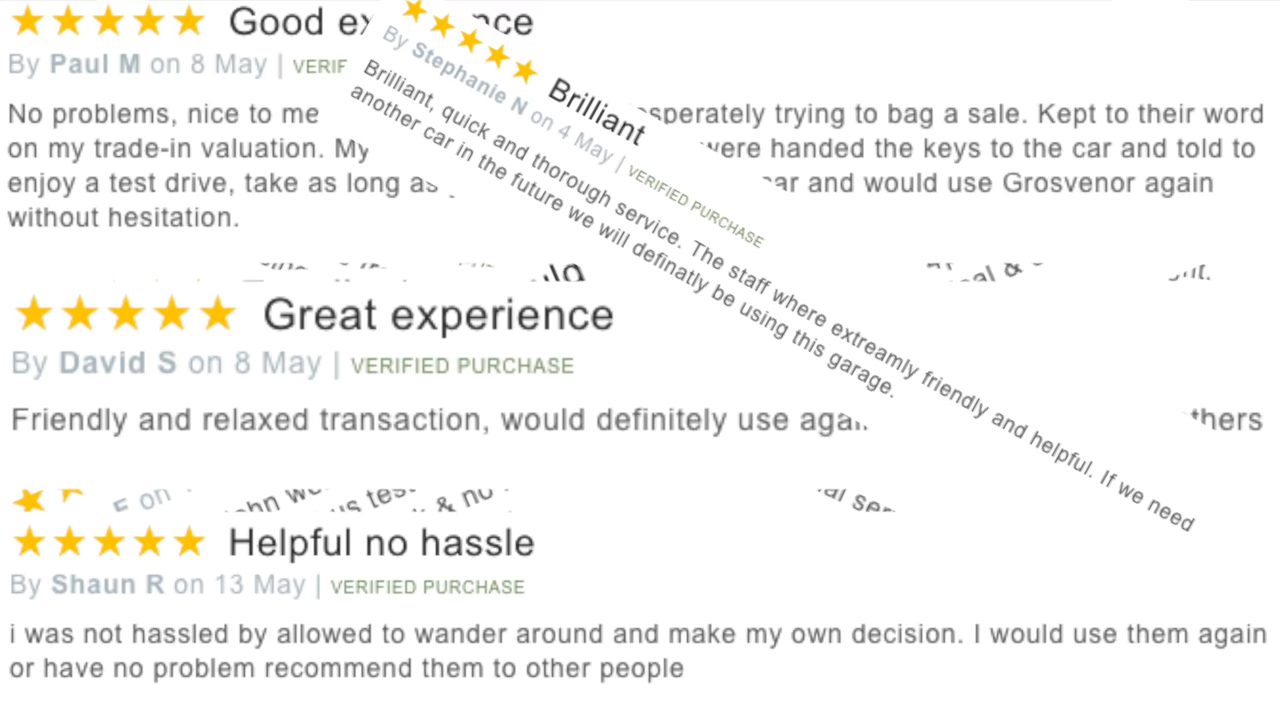 Good
By Paul M on 8 May |
No problems, nice to
sperately trying to bag a sale. Kept to their word
on my trade-in valuation. My
were handed the keys to the car and told to
enjoy a test drive, take as long as
and would use Grosvenor again
without hesitation.
Brilliant
By Stephanie N on 4 May | VERIFIED PURCHASE
Brilliant, quick and thorough service. The staff where extreamly friendly and helpful. If we need
another car in the future we will definatly be using this garage.
Great experience
By David S on 8 May | VERIFIED PURCHASE
Friendly and relaxed transaction, would definitely use
Helpful no hassle
By Shaun R on 13 May | VERIFIED PURCHASE
i was not hassled by allowed to wander around and make my own decision. I would use them again
or have no problem recommend them to other people